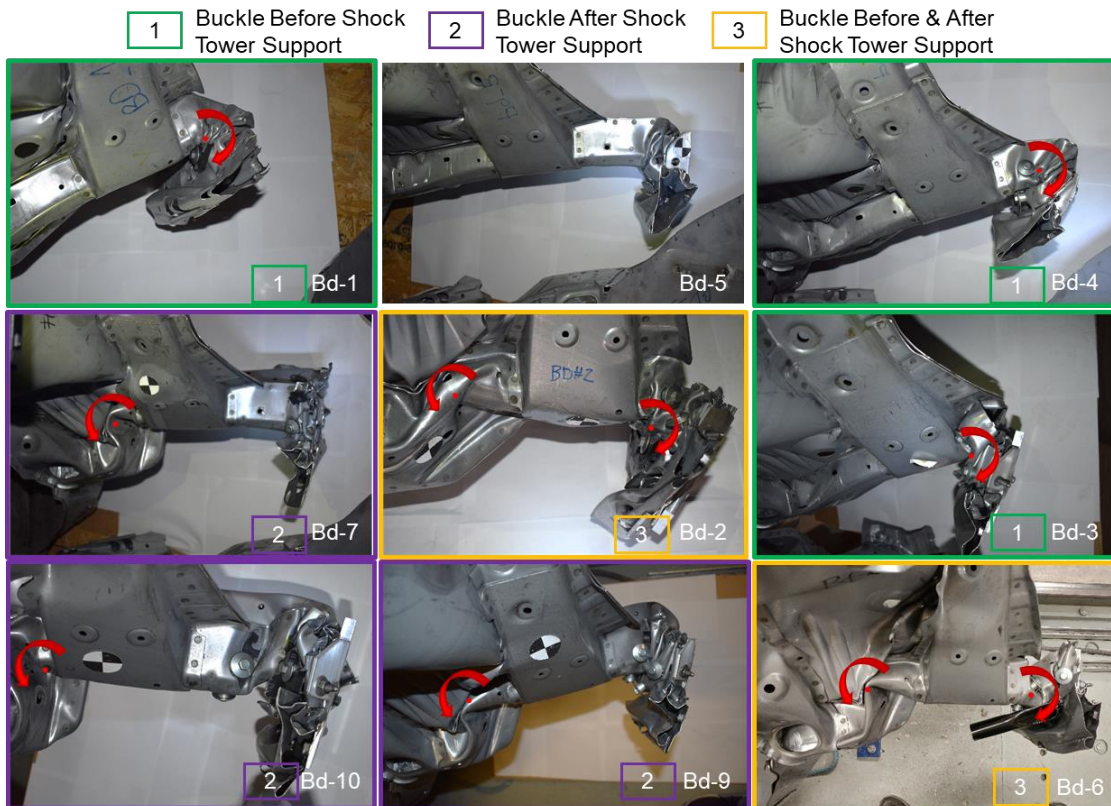 1 Buckle Before Shock Tower Support
2 Buckle After Shock Tower Support
3 Buckle Before & After Shock Tower Support
1 Bd-1
Bd-5
1 Bd-4
2 Bd-7
BD#2
3 Bd-2
1 Bd-3
2 Bd-10
2 Bd-9
3 Bd-6